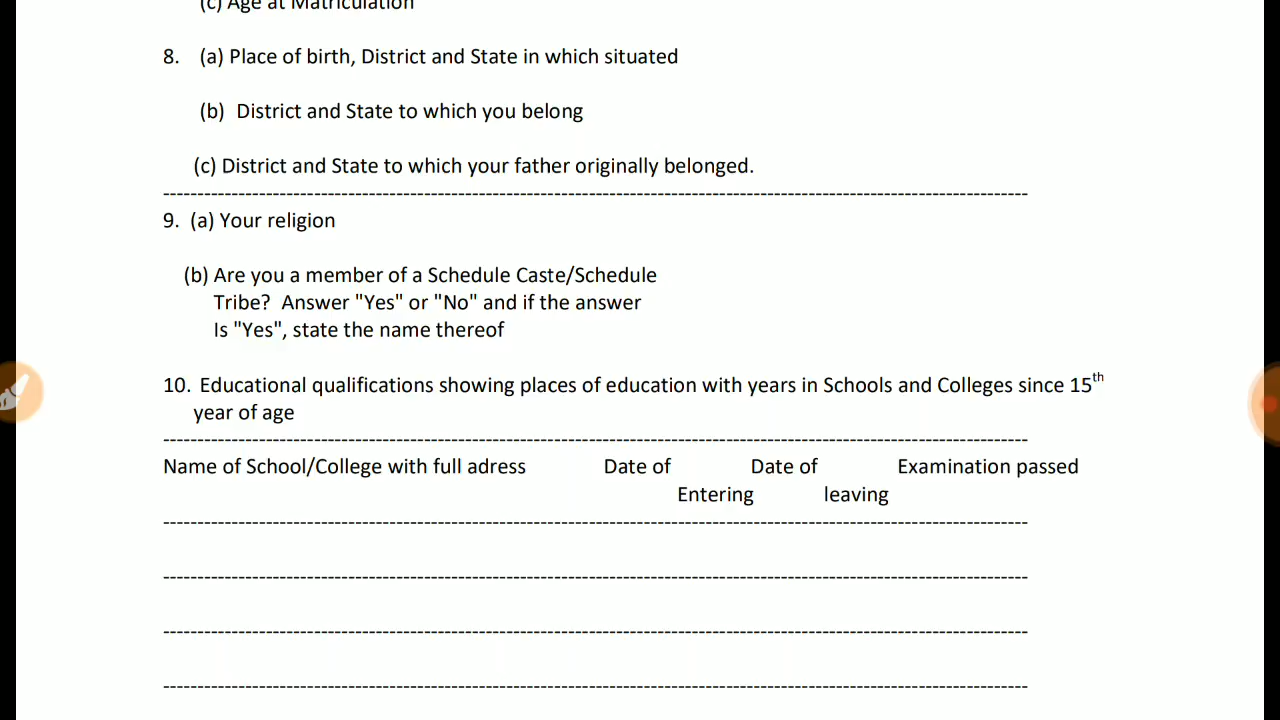 (c) Age at Matriculation
8. (a) Place of birth, District and State in which situated
(b) District and State to which you belong
(c) District and State to which your father originally belonged.
--------------------------------------------------------------------------------------------------------------------------------
9. (a) Your religion
(b) Are you a member of a Schedule Caste/Schedule
Tribe? Answer "Yes" or "No" and if the answer
Is "Yes", state the name thereof
10. Educational qualifications showing places of education with years in Schools and Colleges since 15th
year of age
--------------------------------------------------------------------------------------------------------------------------------
Name of School/College with full adress Date of Date of Examination passed
Entering leaving
--------------------------------------------------------------------------------------------------------------------------------
--------------------------------------------------------------------------------------------------------------------------------
--------------------------------------------------------------------------------------------------------------------------------
--------------------------------------------------------------------------------------------------------------------------------